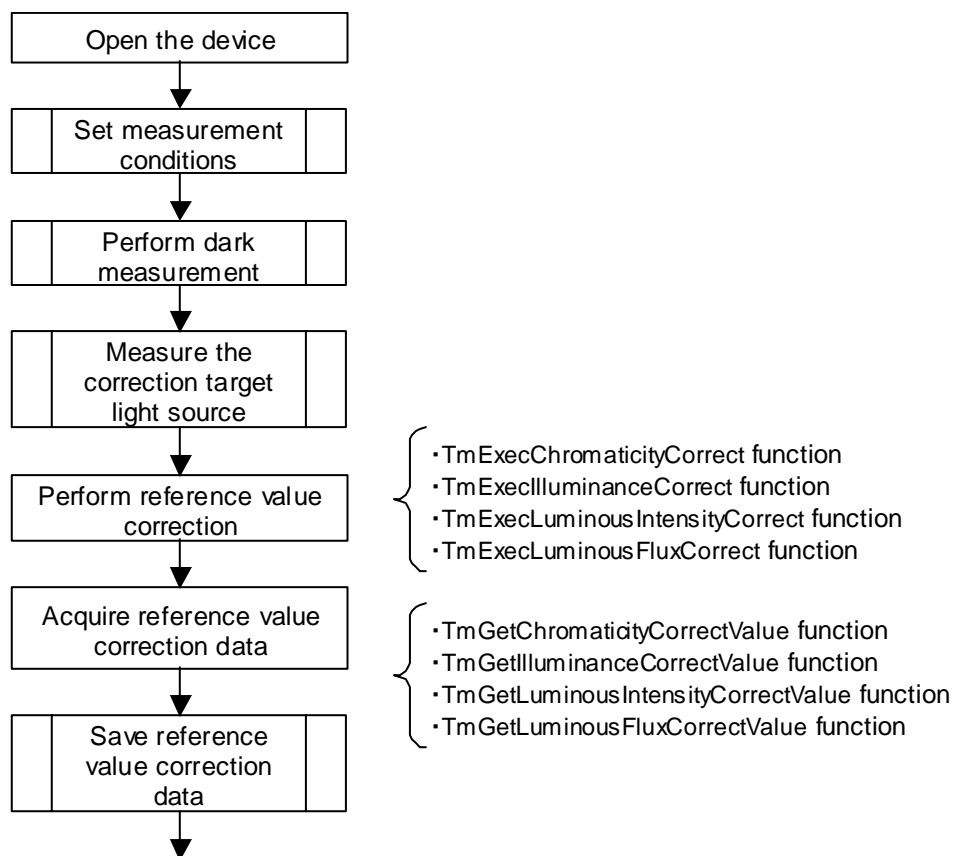 Open the device
Set measurement
conditions
Perform dark
measurement
Measure the
correction target
light source
Perform reference value
correction
・TmExecChromaticityCorrect function
・TmExecIlluminanceCorrect function
・TmExecLuminousIntensityCorrect function
・TmExecLuminousFluxCorrect function
Acquire reference value
correction data
・TmGetChromaticityCorrectValue function
・TmGetIlluminanceCorrectValue function
・TmGetLuminousIntensityCorrectValue function
・TmGetLuminousFluxCorrectValue function
Save reference
value correction
data